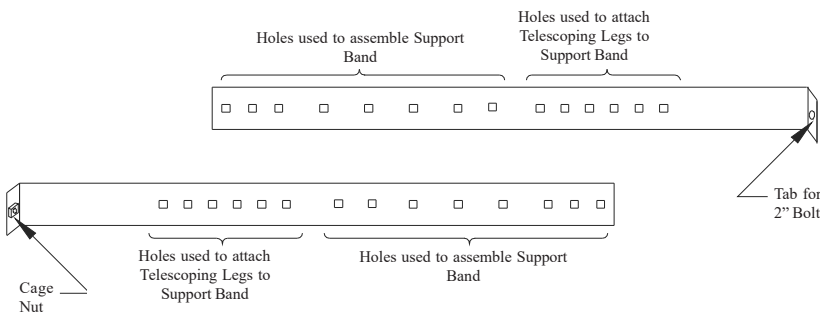 Holes used to assemble Support
Band
Holes used to attach
Telescoping Legs to
Support Band
Tab for
2” Bolt
Holes used to attach
Telescoping Legs to
Support Band
Holes used to assemble Support
Band
Cage
Nut